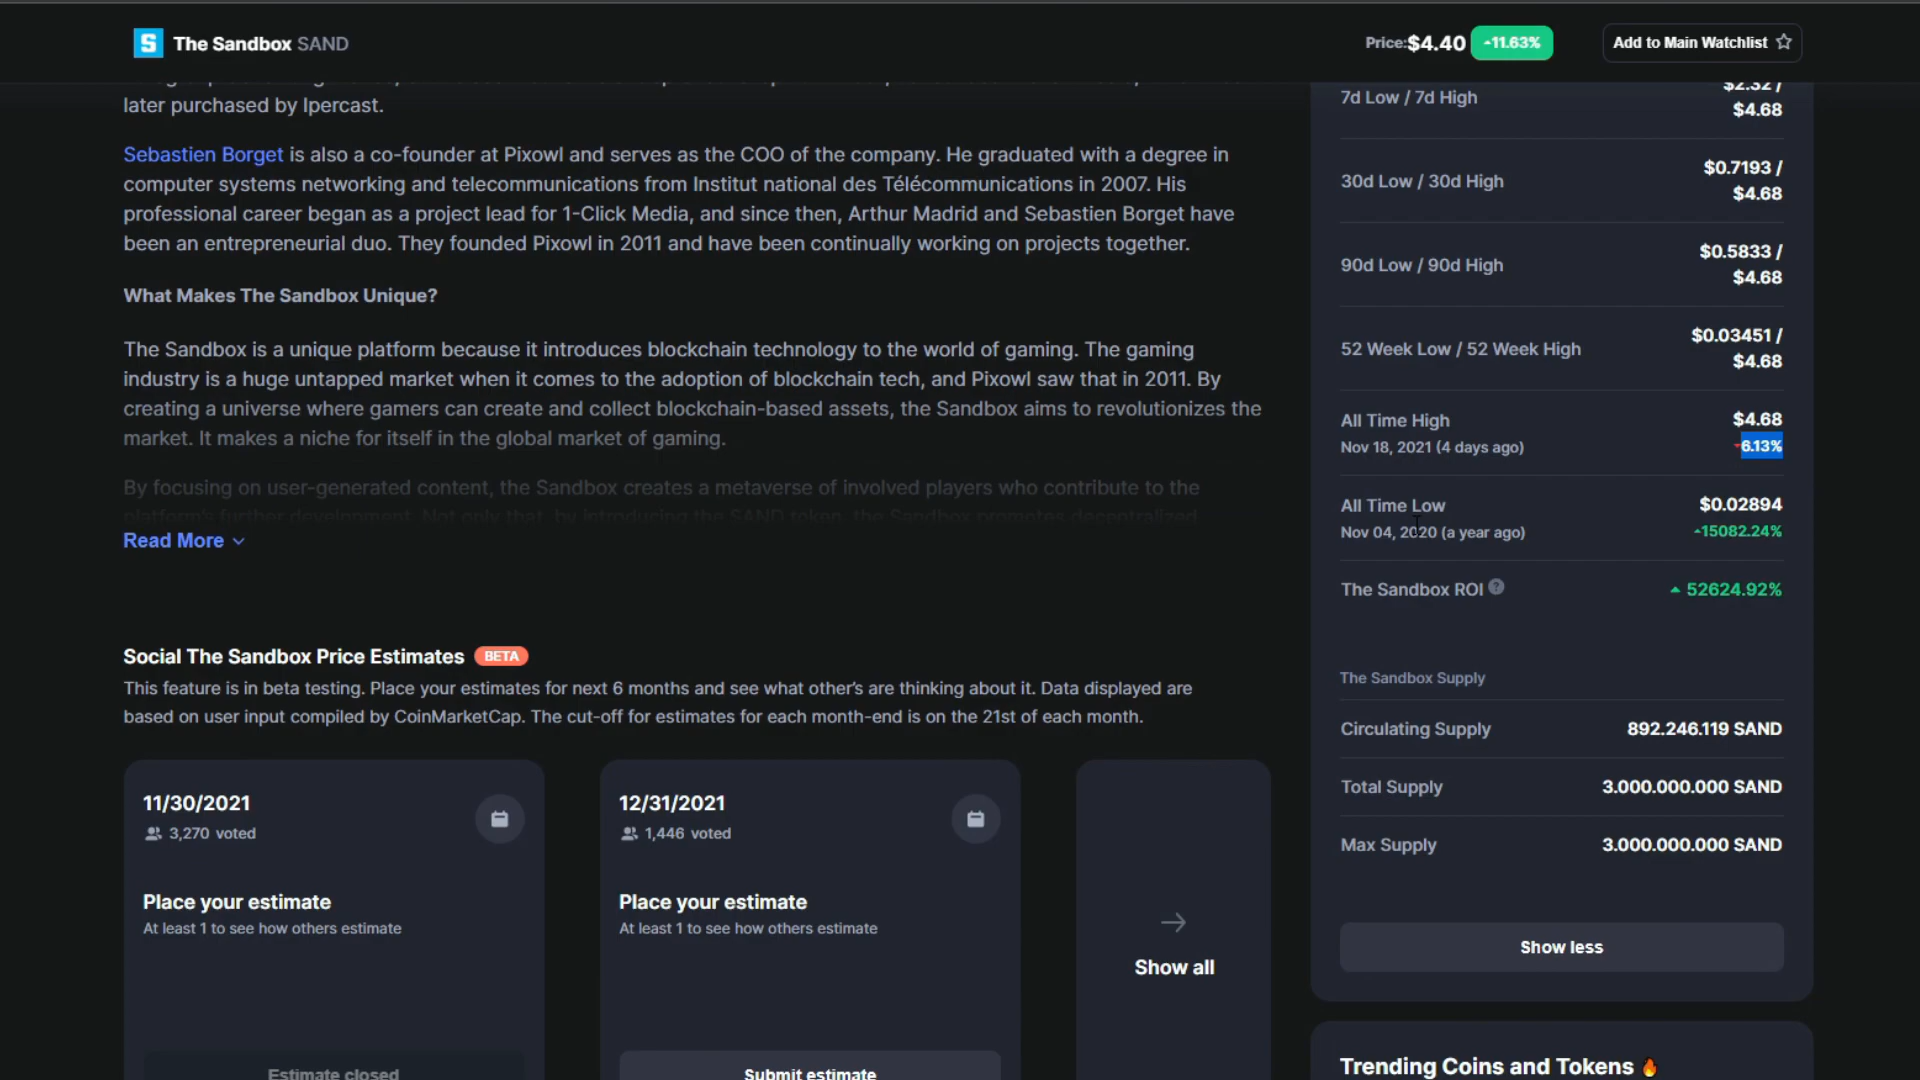 The Sandbox SAND
Price:$4.40 11.63%
Add to Main Watchlist
later purchased by Ipercast.
Sebastien Borget is also a co-founder at Pixowl and serves as the COO of the company. He graduated with a degree in
computer systems networking and telecommunications from Institut national des Télécommunications in 2007. His
professional career began as a project lead for 1-Click Media, and since then, Arthur Madrid and Sebastien Borget have
been an entrepreneurial duo. They founded Pixowl in 2011 and have been continually working on projects together.
What Makes The Sandbox Unique?
The Sandbox is a unique platform because it introduces blockchain technology to the world of gaming. The gaming
industry is a huge untapped market when it comes to the adoption of blockchain tech, and Pixowl saw that in 2011. By
creating a universe where gamers can create and collect blockchain-based assets, the Sandbox aims to revolutionizes the
market. It makes a niche for itself in the global market of gaming.
By focusing on user-generated content, the Sandbox creates a metaverse of involved players who contribute to the
platform's further development. Not only that, by introducing the SAND token, the Sandbox promotes decentralized
Read More
Social The Sandbox Price Estimates BETA
This feature is in beta testing. Place your estimates for next 6 months and see what other's are thinking about it. Data displayed are
based on user input compiled by CoinMarketCap. The cut-off for estimates for each month-end is on the 21st of each month.
11/30/2021
3,270 voted
Place your estimate
At least 1 to see how others estimate
Estimate closed
12/31/2021
1,446 voted
Place your estimate
At least 1 to see how others estimate
Submit estimate
Show all
7d Low / 7d High
$2.32 /
$4.68
30d Low / 30d High
$0.7193 /
$4.68
90d Low / 90d High
$0.5833 /
$4.68
52 Week Low / 52 Week High
$0.03451 /
$4.68
All Time High
$4.68
Nov 18, 2021 (4 days ago)
6.13%
All Time Low
$0.02894
Nov 04, 2020 (a year ago)
15082.24%
The Sandbox ROI
52624.92%
The Sandbox Supply
Circulating Supply
892.246.119 SAND
Total Supply
3.000.000.000 SAND
Max Supply
3.000.000.000 SAND
Show less
Trending Coins and Tokens